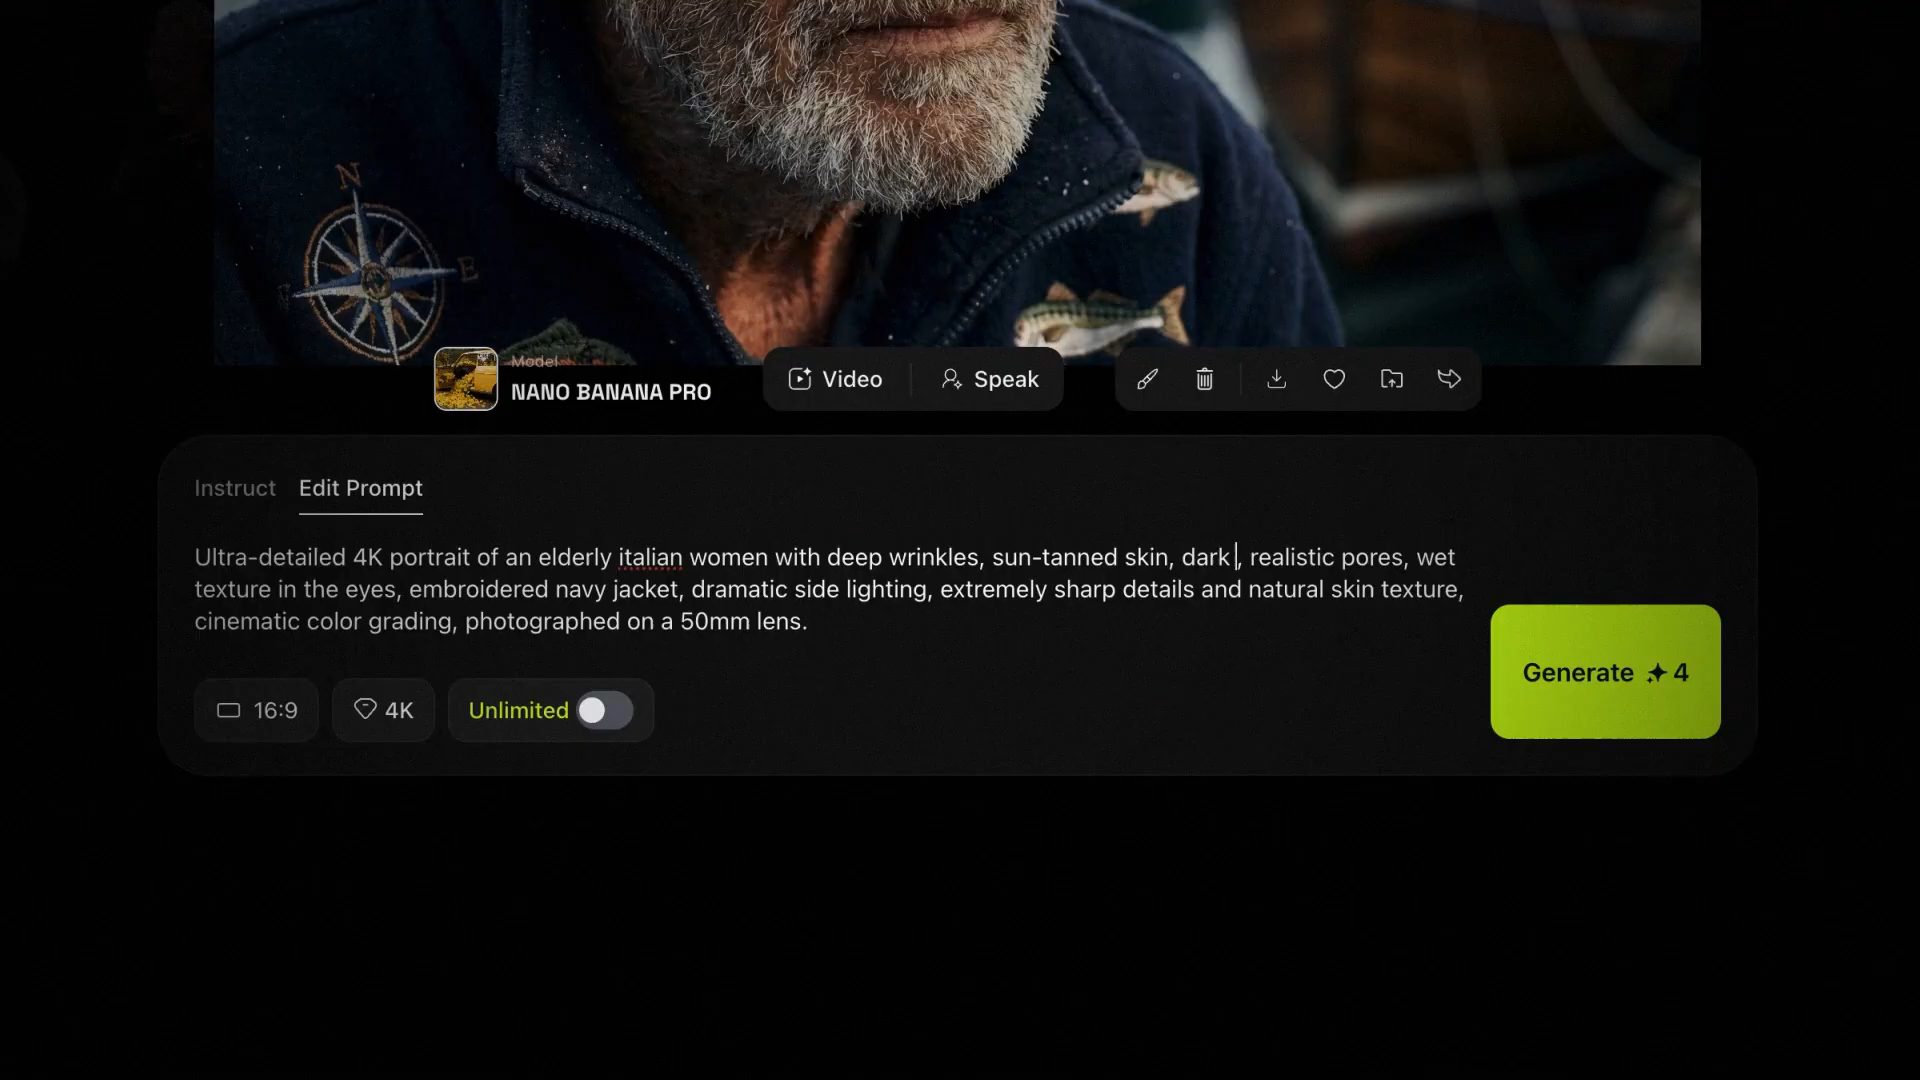 N
E
Model
NANO BANANA PRO
Video
Speak
Instruct
Edit Prompt
Ultra-detailed 4K portrait of an elderly italian women with deep wrinkles, sun-tanned skin, dark , realistic pores, wet
texture in the eyes, embroidered navy jacket, dramatic side lighting, extremely sharp details and natural skin texture,
cinematic color grading, photographed on a 50mm lens.
16:9
4K
Unlimited
Generate 4